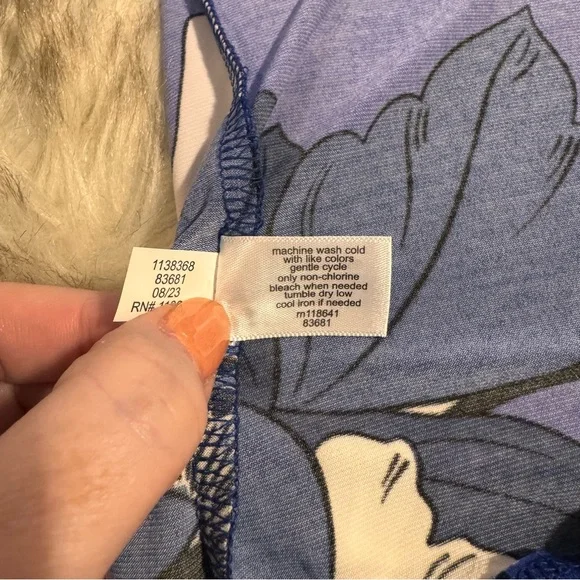 1138368
83681
08/23
RN#
machine wash cold
with like colors
gentle cycle
only non-chlorine
bleach when needed
tumble dry low
cool iron if needed
rn118641
83681